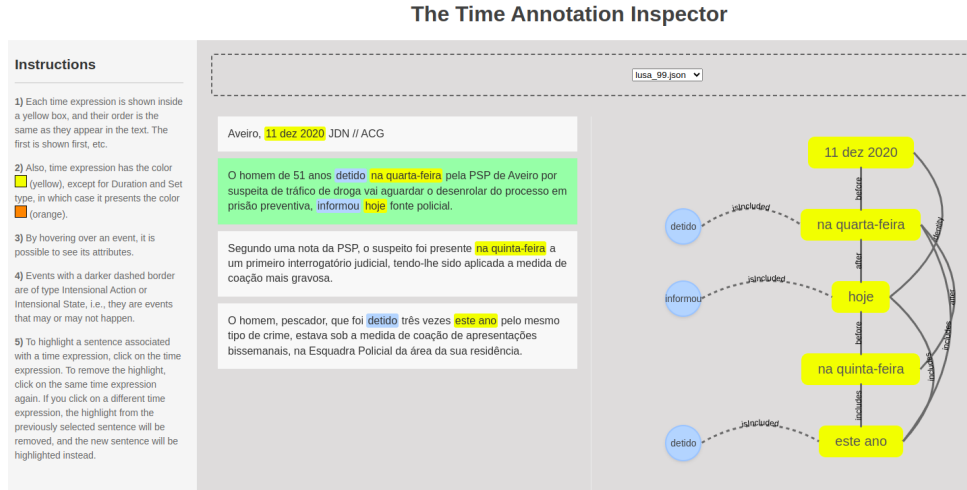 The Time Annotation Inspector
Instructions
1) Each time expression is shown inside
a yellow box, and their order is the
same as they appear in the text. The
first is shown first, etc.
2) Also, time expression has the color
(yellow), except for Duration and Set
type, in which case it presents the color
(orange).
3) By hovering over an event, it is
possible to see its attributes.
4) Events with a darker dashed border
are of type Intensional Action or
Intensional State, i.e., they are events
that may or may not happen.
5) To highlight a sentence associated
with a time expression, click on the time
expression. To remove the highlight,
click on the same time expression
again. If you click on a different time
expression, the highlight from the
previously selected sentence will be
removed, and the new sentence will be
highlighted instead.
lusa_99.json
Aveiro, 11 dez 2020 JDN // ACG
O homem de 51 anos detido na quarta-feira pela PSP de Aveiro por
suspeita de tráfico de droga vai aguardar o desenrolar do processo em
prisão preventiva, informou hoje fonte policial.
Segundo uma nota da PSP, o suspeito foi presente na quinta-feira a
um primeiro interrogatório judicial, tendo-lhe sido aplicada a medida de
coação mais gravosa.
O homem, pescador, que foi detido três vezes este ano pelo mesmo
tipo de crime, estava sob a medida de coação de apresentações
bissemanais, na Esquadra Policial da área da sua residência.
11 dez 2020
before
isIncluded
detido
na quarta-feira
identity
after
isIncluded
informou
hoje
after
before
includes
na quinta-feira
includes
includes
isIncluded
detido
este ano